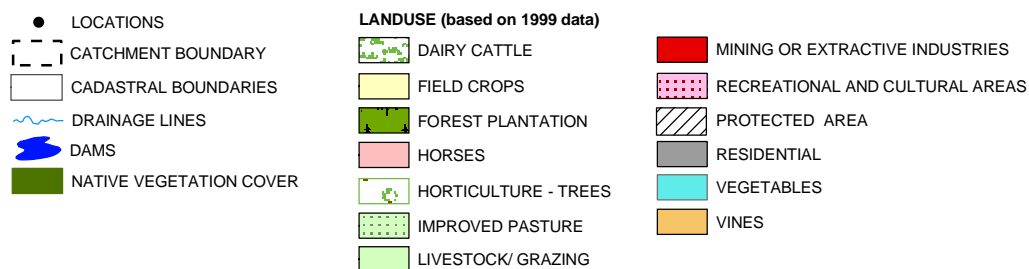 LOCATIONS
CATCHMENT BOUNDARY
CADASTRAL BOUNDARIES
DRAINAGE LINES
DAMS
NATIVE VEGETATION COVER
LANDUSE (based on 1999 data)
DAIRY CATTLE
FIELD CROPS
FOREST PLANTATION
HORSES
HORTICULTURE - TREES
IMPROVED PASTURE
LIVESTOCK/ GRAZING
MINING OR EXTRACTIVE INDUSTRIES
RECREATIONAL AND CULTURAL AREAS
PROTECTED AREA
RESIDENTIAL
VEGETABLES
VINES